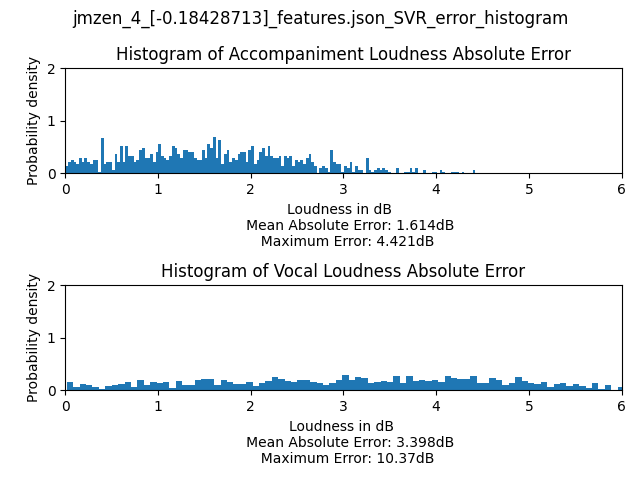 jmzen_4_[-0.18428713]_features.json_SVR_error_histogram
Histogram of Accompaniment Loudness Absolute Error
Probability density
2
1
0
0 1 2 3 4 5 6
Loudness in dB
Mean Absolute Error: 1.614dB
Maximum Error: 4.421dB
Histogram of Vocal Loudness Absolute Error
Probability density
2
1
0
0 1 2 3 4 5 6
Loudness in dB
Mean Absolute Error: 3.398dB
Maximum Error: 10.37dB